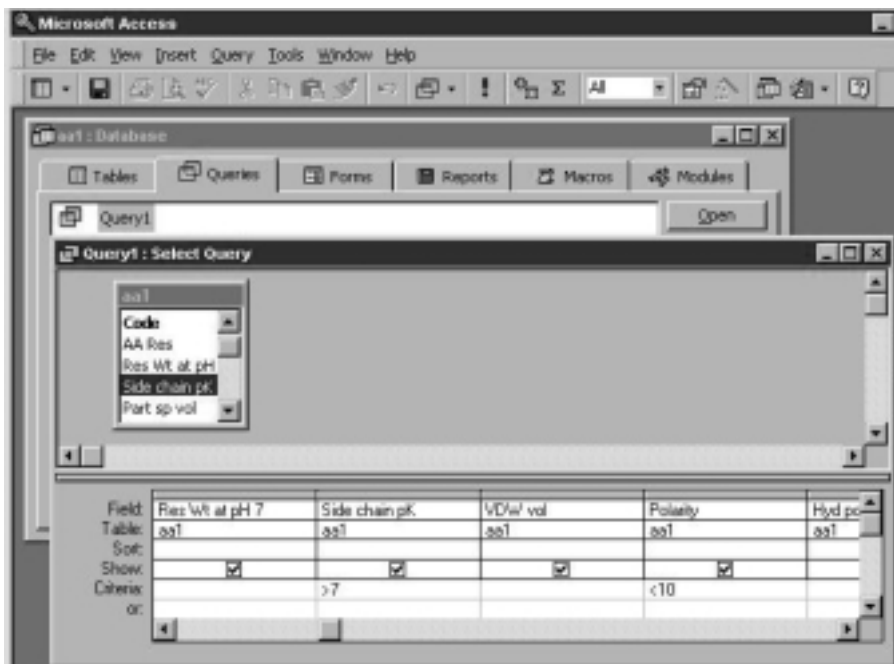 Microsoft Access
File Edit View Insert Query Tools Window Help
All
aa1 : Database
Tables Queries Forms Reports Macros Modules
Query1 Open
Query1 : Select Query
aa1
Code
AA Res
Res Wt at pH
Side chain pK
Part sp vol
Field: Res Wt at pH 7 Side chain pK VDW vol Polarity Hyd po
Table: aa1 aa1 aa1 aa1 aa1
Sort:
Show:
Criteria: >7 <10
or: